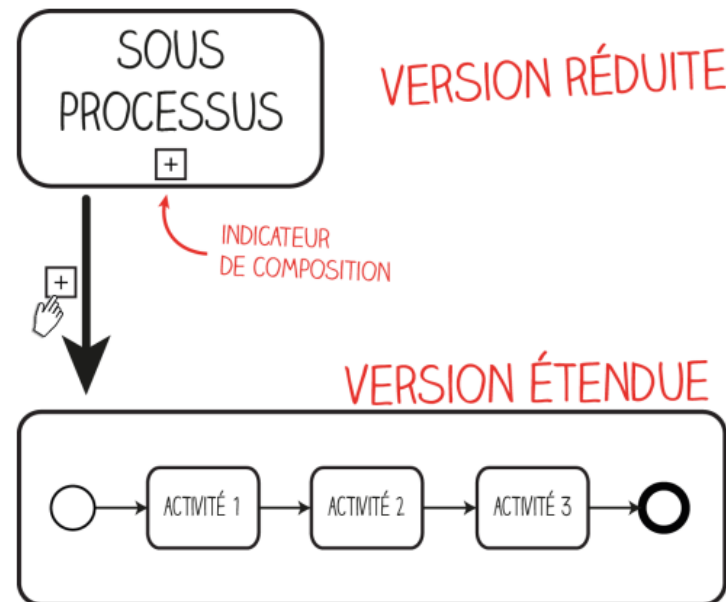 SOUS
PROCESSUS
+
VERSION RÉDUITE
INDICATEUR
DE COMPOSITION
+
VERSION ÉTENDUE
ACTIVITÉ 1
ACTIVITÉ 2
ACTIVITÉ 3